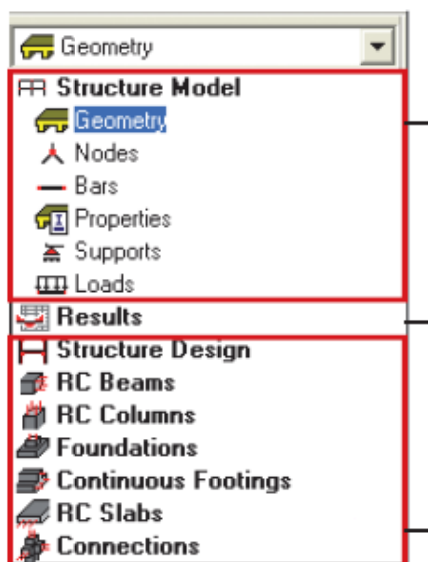 Geometry
Structure Model
Geometry
Nodes
Bars
Properties
Supports
Loads
Results
Structure Design
RC Beams
RC Columns
Foundations
Continuous Footings
RC Slabs
Connections